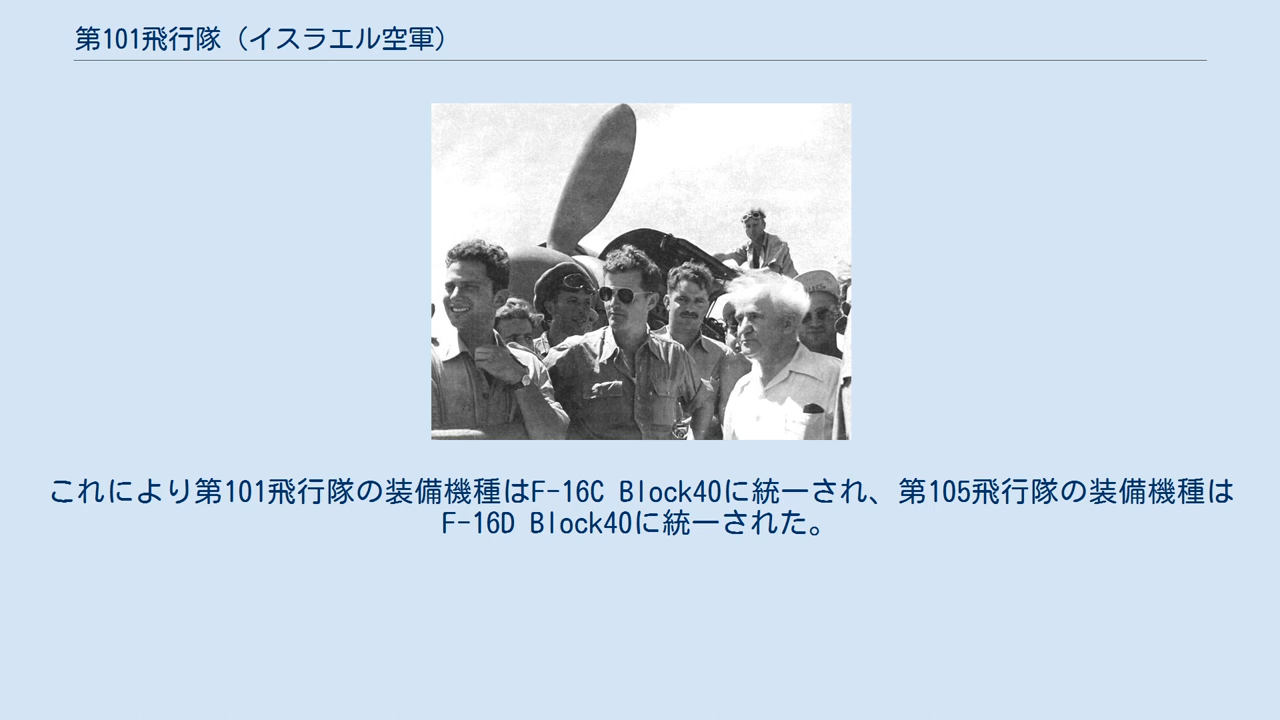 第101飛行隊（イスラエル空軍）
これにより第101飛行隊の装備機種はF-16C Block40に統一され、第105飛行隊の装備機種は
F-16D Block40に統一された。